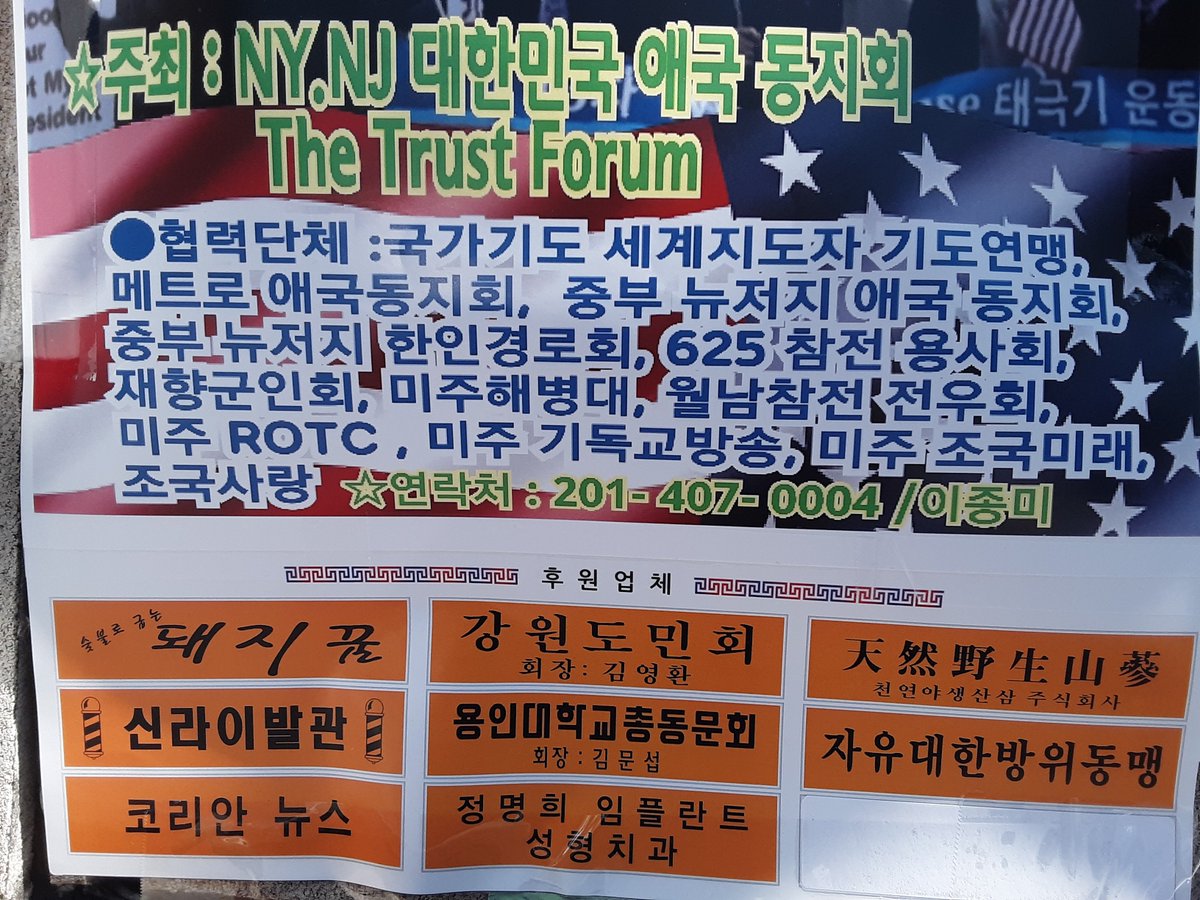 our
ot My
esident
☆주최 : NY.NJ 대한민국 애국 동지회
The Trust Forum
use 태극기 운동
●협력단체 :국가기도 세계지도자 기도연맹,
메트로 애국동지회, 중부 뉴저지 애국 동지회,
중부 뉴저지 한인경로회, 625 참전 용사회,
재향군인회, 미주해병대, 월남참전 전우회,
미주 ROTC , 미주 기독교방송, 미주 조국미래,
조국사랑 ☆연락처 : 201- 407- 0004 /이종미
후원업체
숯불로 굽는 돼지꿀
강원도민회
회장: 김영환
天然野生山蔘
천연야생산삼 주식회사
신라이발관
용인대학교총동문회
회장: 김문섭
자유대한방위동맹
코리안 뉴스
정명희 임플란트
성형치과